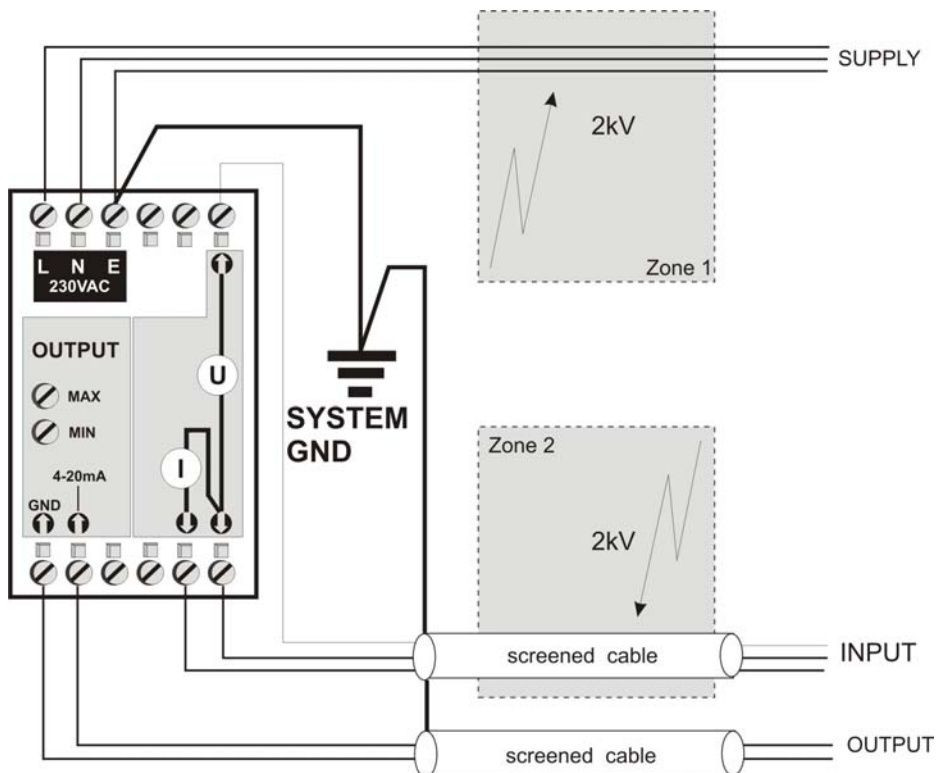 SUPPLY
2kV
Zone 1
L N E
230VAC
OUTPUT
MAX
MIN
4-20mA
GND
U
I
SYSTEM
GND
Zone 2
2kV
screened cable
INPUT
screened cable
OUTPUT